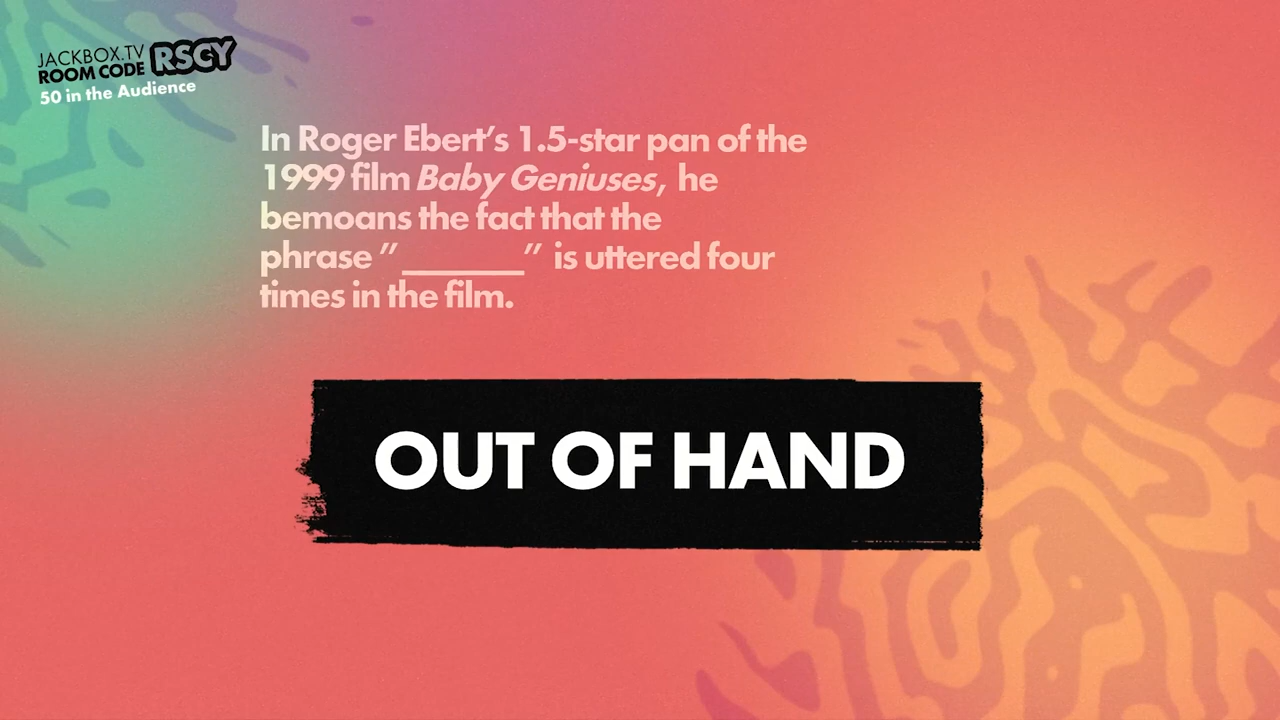 JACKBOX.TV
ROOM CODE RSCY
50 in the Audience
In Roger Ebert's 1.5-star pan of the
1999 film Baby Geniuses, he
bemoans the fact that the
phrase "______" is uttered four
times in the film.
OUT OF HAND